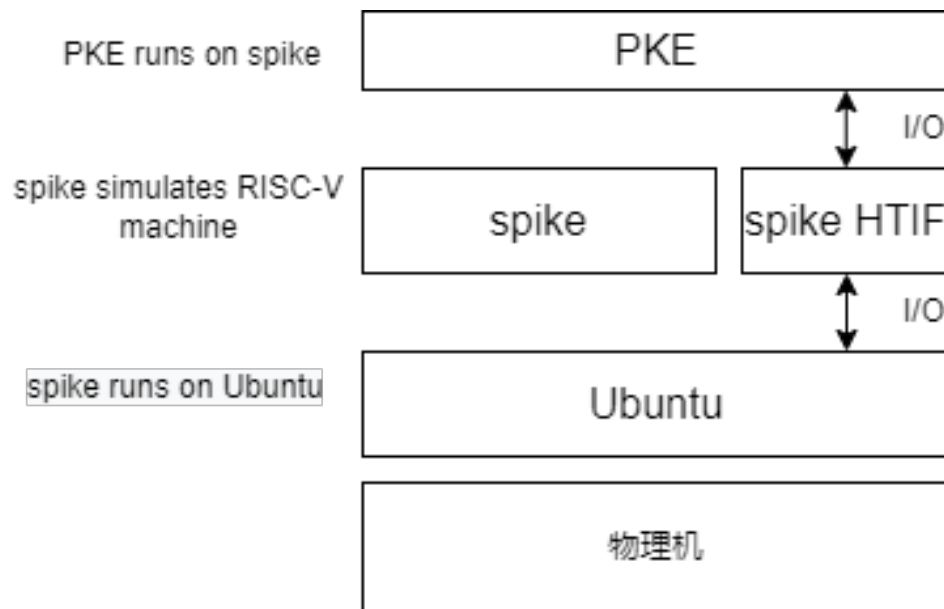 PKE runs on spike
PKE
I/O
spike simulates RISC-V
machine
spike
spike HTIF
I/O
spike runs on Ubuntu
Ubuntu
物理机